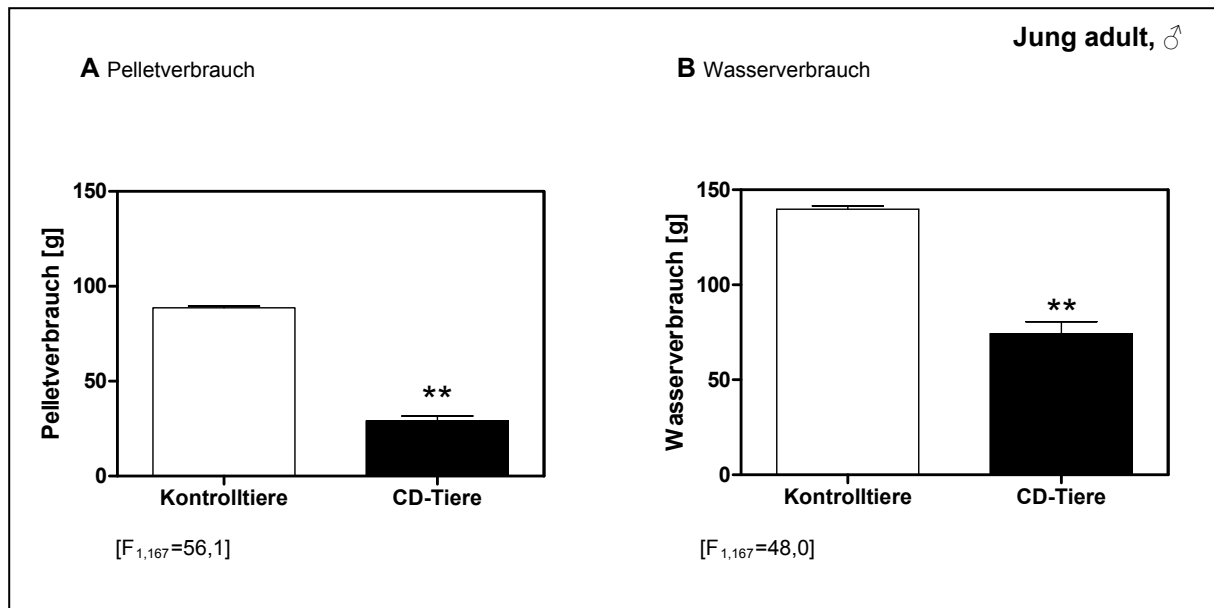 Jung adult, ♂
A Pelletverbrauch
Pelletverbrauch [g]
150
100
50
0
**
Kontrolltiere CD-Tiere
[F1,167=56,1]
B Wasserverbrauch
Wasserverbrauch [g]
150
100
50
0
**
Kontrolltiere CD-Tiere
[F1,167=48,0]